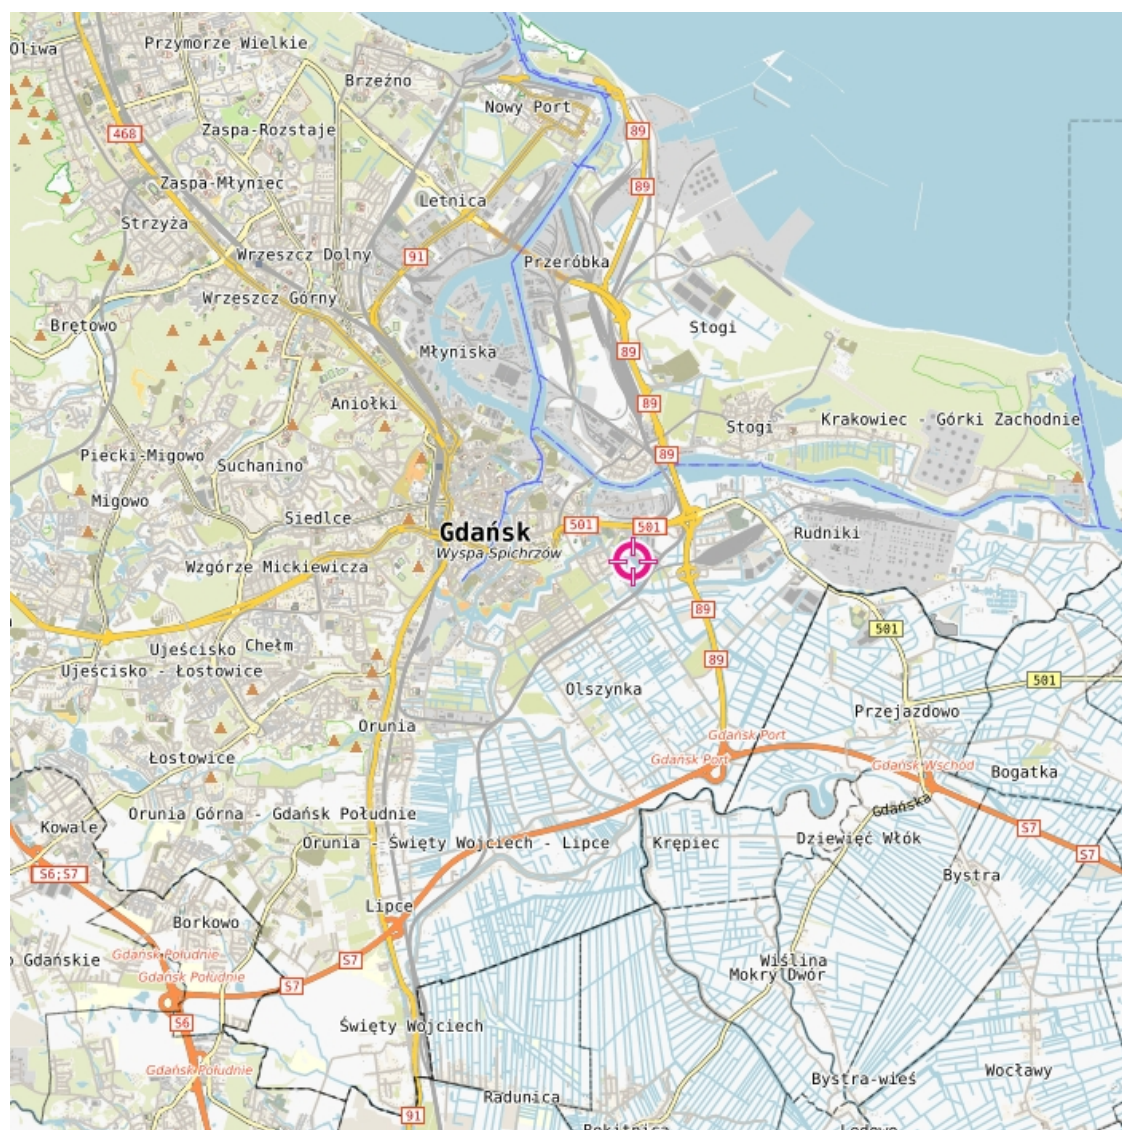 Oliwa
Przymorze Wielkie
Brzeźno
Nowy Port
468
Zaspa-Rozstaje
89
Zaspa-Młyniec
89
Letnica
Strzyża
Wrzeszcz Dolny
91
Przeróbka
Wrzeszcz Górny
Brętowo
Stogi
Młyniska
89
Aniołki
89
Stogi
Krakowiec - Górki Zachodnie
Piecki-Migowo
Suchanino
89
Migowo
Siedlce
Gdańsk
501
501
Rudniki
Wyspa Spichrzów
Wzgórze Mickiewicza
89
501
Ujeścisko
Chełm
Ujeścisko - Łostowice
89
501
Olszynka
Orunia
Przejazdowo
Gdańsk Port
Łostowice
Gdańsk Port
Gdańsk Wschód
Bogatka
Gdańska
Orunia Górna - Gdańsk Południe
Kowale
S7
Orunia - Święty Wojciech - Lipce
Krępiec
Dziewięć Włók
S7
S6;S7
Bystra
Lipce
Borkowo
Gdańsk Południe
o Gdańskie
S7
Wiślina
Gdańsk Południe
Mokry Dwór
S7
S6
Święty Wojciech
Gdańsk Południe
Bystra-wieś
Wocławy
Radunica
91